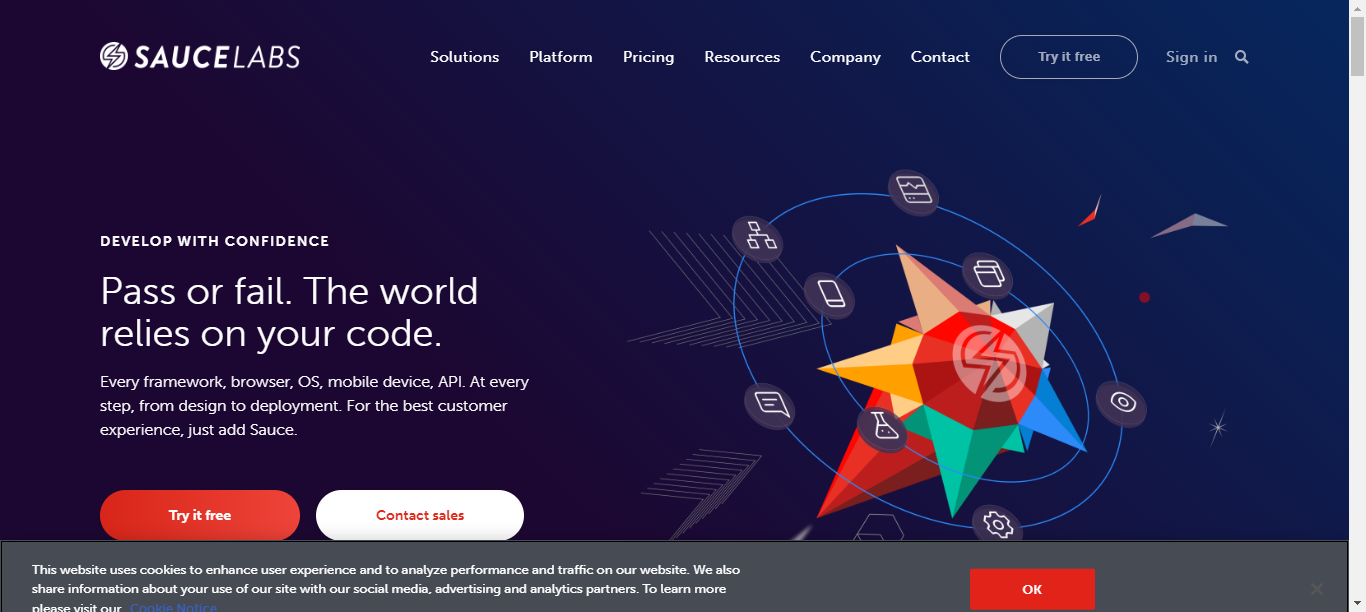 SAUCELABS
Solutions Platform Pricing Resources Company Contact Try it free Sign in
DEVELOP WITH CONFIDENCE
Pass or fail. The world
relies on your code.
Every framework, browser, OS, mobile device, API. At every
step, from design to deployment. For the best customer
experience, just add Sauce.
Try it free Contact sales
This website uses cookies to enhance user experience and to analyze performance and traffic on our website. We also
share information about your use of our site with our social media, advertising and analytics partners. To learn more
please visit our Cookie Notice
OK